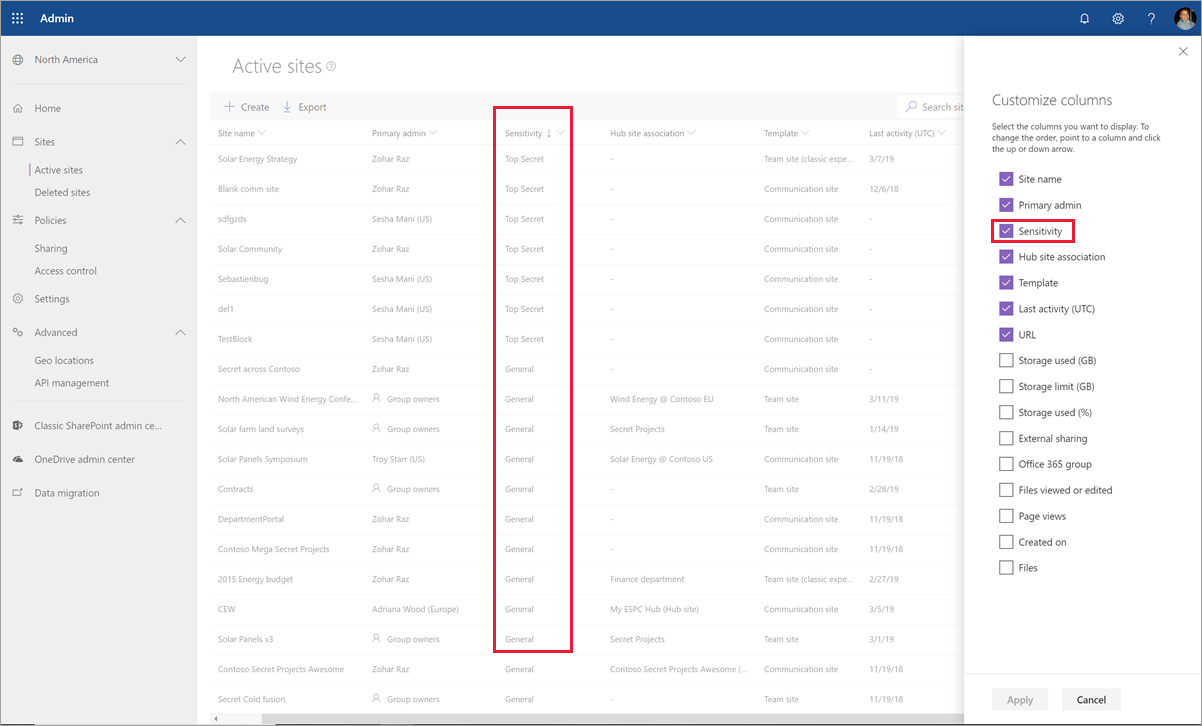 Admin
?
North America
Home
Sites
Active sites
Deleted sites
Policies
Sharing
Access control
Settings
Advanced
Geo locations
API management
Classic SharePoint admin ce...
OneDrive admin center
Data migration
Active sites ?
+ Create Export Search sit
Site name Primary admin Sensitivity ↓ Hub site association Template Last activity (UTC)
Solar Energy Strategy Zohar Raz Top Secret - Team site (classic expe... 3/7/19
Blank comm site Zohar Raz Top Secret - Communication site 12/6/18
sdfgzds Sesha Mani (US) Top Secret - Communication site -
Solar Community Zohar Raz Top Secret - Communication site -
Sebastienbug Sesha Mani (US) Top Secret - Communication site -
del1 Sesha Mani (US) Top Secret - Communication site -
TestBlock Sesha Mani (US) Top Secret - Communication site -
Secret across Contoso Zohar Raz General - Communication site -
North American Wind Energy Confe... Group owners General Wind Energy @ Contoso EU Team site 3/11/19
Solar farm land surveys Group owners General Secret Projects Team site 1/14/19
Solar Panels Symposium Troy Starr (US) General Solar Energy @ Contoso US Communication site 11/19/18
Contracts Group owners General - Team site 2/28/19
DepartmentPortal Zohar Raz General - Communication site 11/19/18
Contoso Mega Secret Projects Zohar Raz General - Communication site 11/19/18
2015 Energy budget Zohar Raz General Finance department Team site (classic expe... 2/27/19
CEW Adriana Wood (Europe) General My ESPC Hub (Hub site) Communication site 3/5/19
Solar Panels v3 Group owners General Secret Projects Team site 3/1/19
Contoso Secret Projects Awesome Zohar Raz General Contoso Secret Projects Awesome (... Communication site 11/19/18
Secret Cold fusion Group owners General - Team site 11/19/18
Customize columns
Select the columns you want to display. To
change the order, point to a column and click
the up or down arrow.
Site name
Primary admin
Sensitivity
Hub site association
Template
Last activity (UTC)
URL
Storage used (GB)
Storage limit (GB)
Storage used (%)
External sharing
Office 365 group
Files viewed or edited
Page views
Created on
Files
Apply Cancel